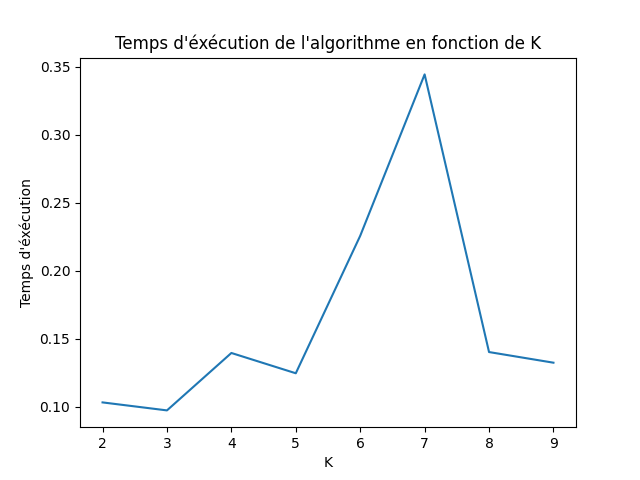 Temps d'éxécution de l'algorithme en fonction de K
0.35
0.30
0.25
0.20
0.15
0.10
Temps d'éxécution
2 3 4 5 6 7 8 9
K